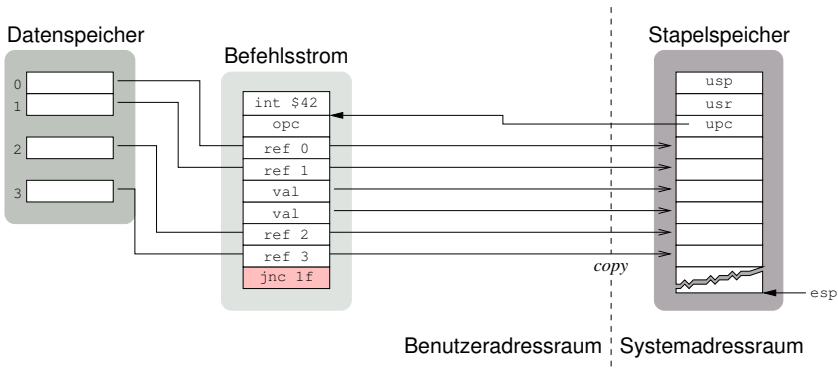 Datenspeicher
0
1
2
3
Befehlsstrom
int $42
opc
ref 0
ref 1
val
val
ref 2
ref 3
jnc 1f
Stapelspeicher
usp
usr
upc
copy
esp
Benutzeradressraum
Systemadressraum